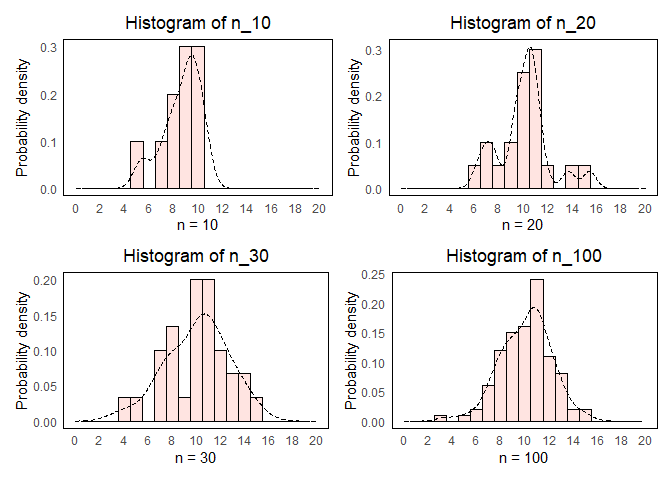 Histogram of n_10
Probability density
0.3
0.2
0.1
0.0
0 2 4 6 8 10 12 14 16 18 20
n = 10
Histogram of n_20
Probability density
0.3
0.2
0.1
0.0
0 2 4 6 8 10 12 14 16 18 20
n = 20
Histogram of n_30
Probability density
0.20
0.15
0.10
0.05
0.00
0 2 4 6 8 10 12 14 16 18 20
n = 30
Histogram of n_100
Probability density
0.25
0.20
0.15
0.10
0.05
0.00
0 2 4 6 8 10 12 14 16 18 20
n = 100